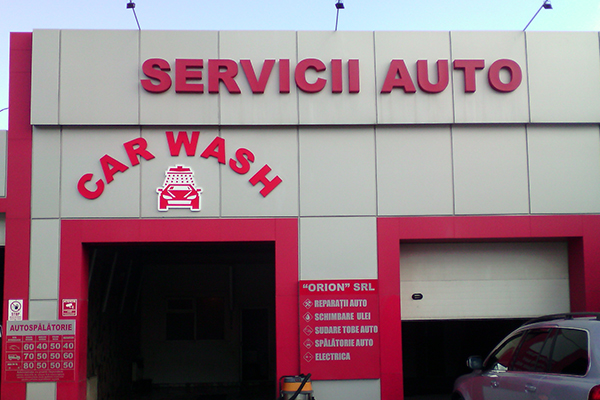 SERVICII AUTO
CAR WASH
"ORION" SRL
REPARAȚII AUTO
SCHIMBARE ULEI
SUDARE TOBE AUTO
SPĂLĂTORIE AUTO
ELECTRICA
STOP
AUTOSPĂLĂTORIE
60 40 50 40
70 50 50 60
80 50 50 60